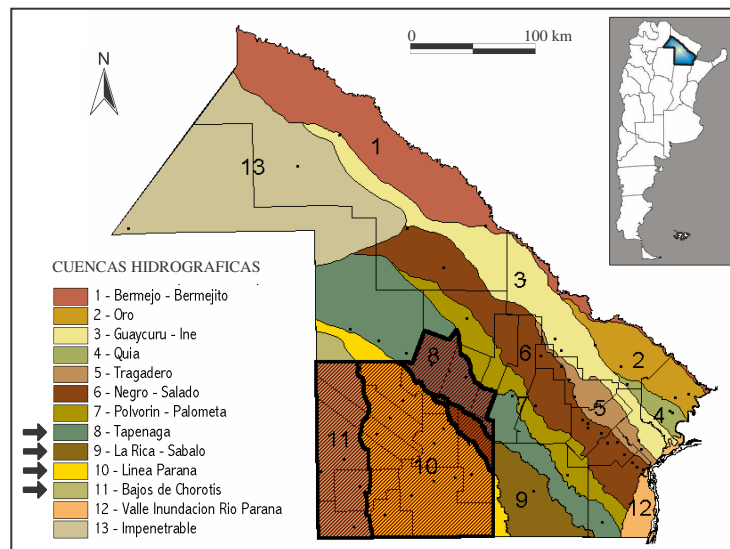 0 100 km
N
1
13
3
2
8
6
7
5
4
11
10
9
12
CUENCAS HIDROGRAFICAS
1 - Bermejo - Bermejito
2 - Oro
3 - Guaycuru - Ine
4 - Quia
5 - Tragadero
6 - Negro - Salado
7 - Polvorin - Palometa
8 - Tapenaga
9 - La Rica - Sabalo
10 - Linea Parana
11 - Bajos de Chorotis
12 - Valle Inundacion Rio Parana
13 - Impenetrable